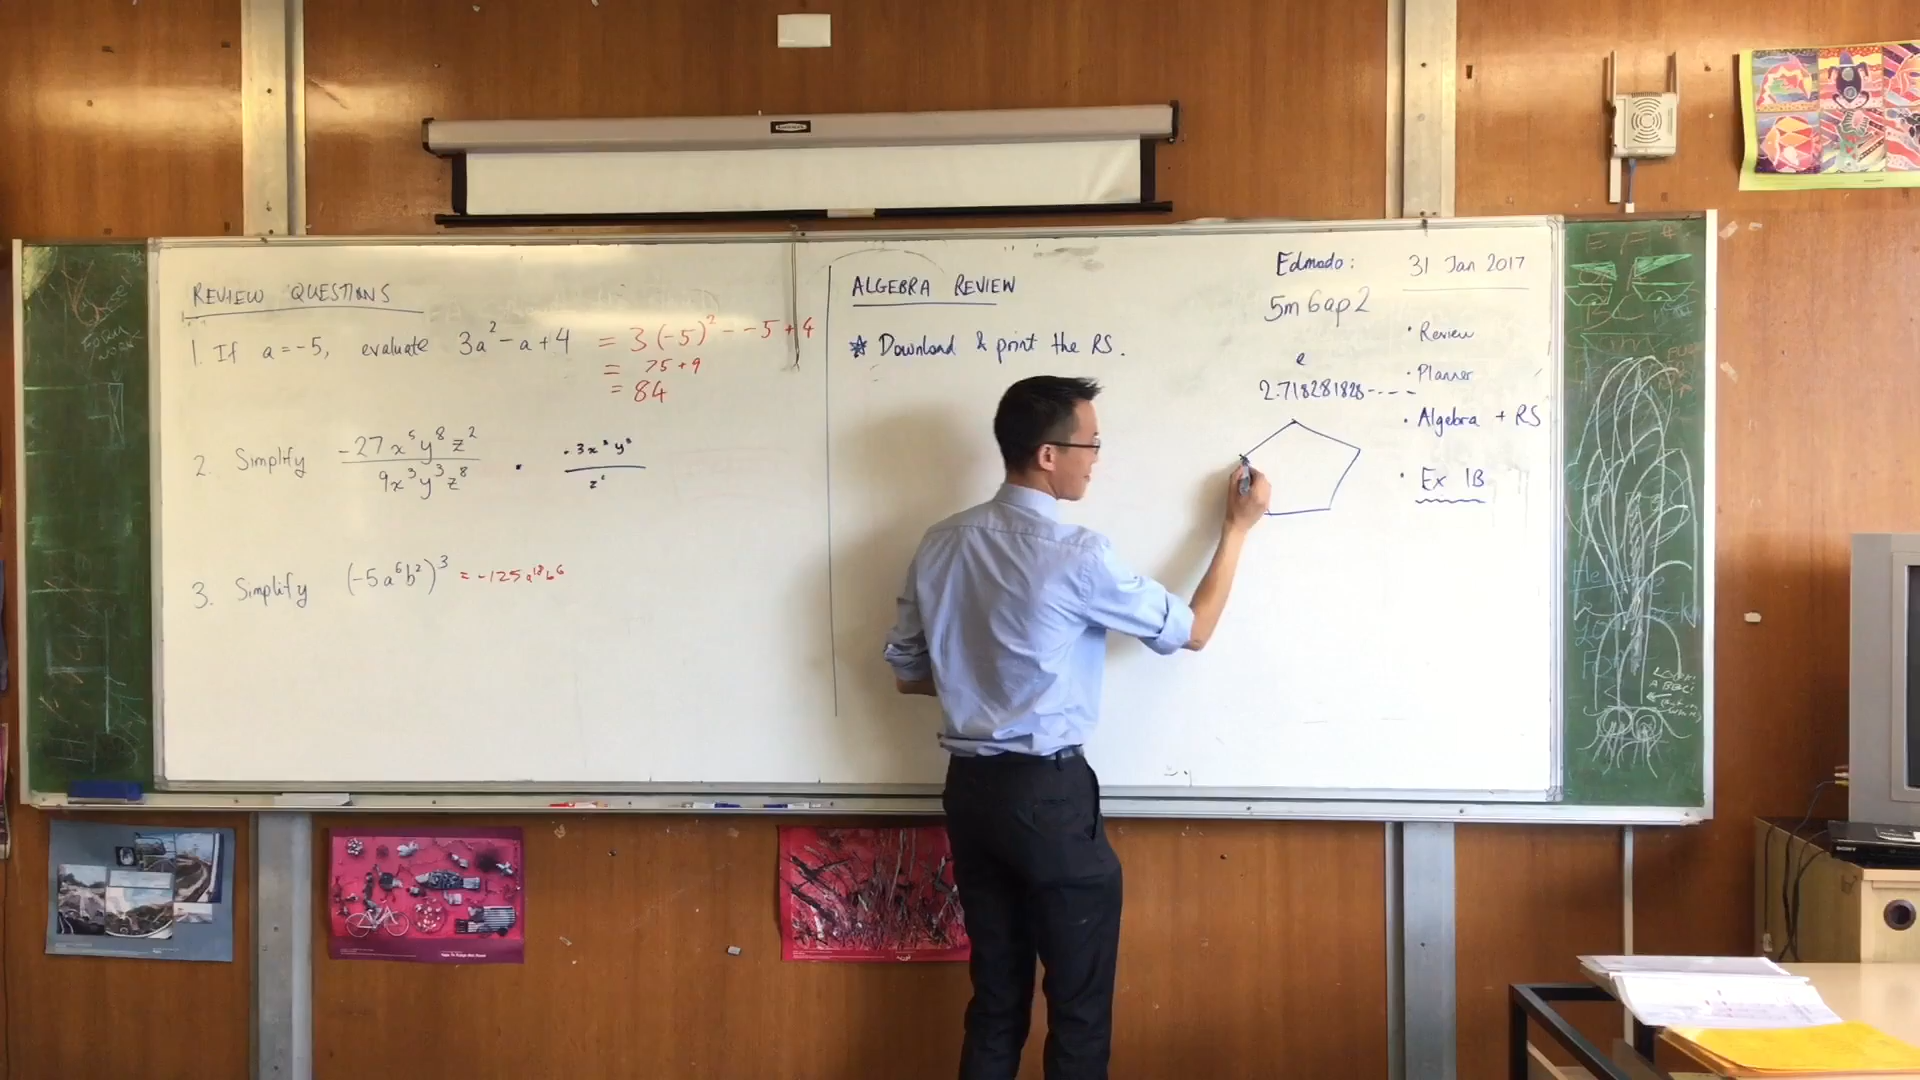 REVIEW QUESTIONS
1. If a = -5, evaluate 3a² - a + 4 = 3(-5)² - -5 + 4
= 75 + 9
= 84
2. Simplify -27x⁵y⁸z² / 9x³y³z⁸
3. Simplify (-5a⁶b²)³ = -125a¹⁸b⁶
ALGEBRA REVIEW
* Download & print the RS.
Edmodo:
5m6ap2
e
2.718281828----
31 Jan 2017
• Review
• Planner
• Algebra + RS
• Ex 1B
SONY